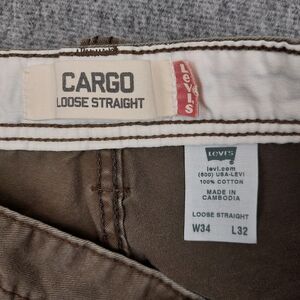 CARGO
LOOSE STRAIGHT
Levi's
LEVI'S
levi.com
(800) USA-LEVI
100% COTTON
MADE IN
CAMBODIA
LOOSE STRAIGHT
W34 L32